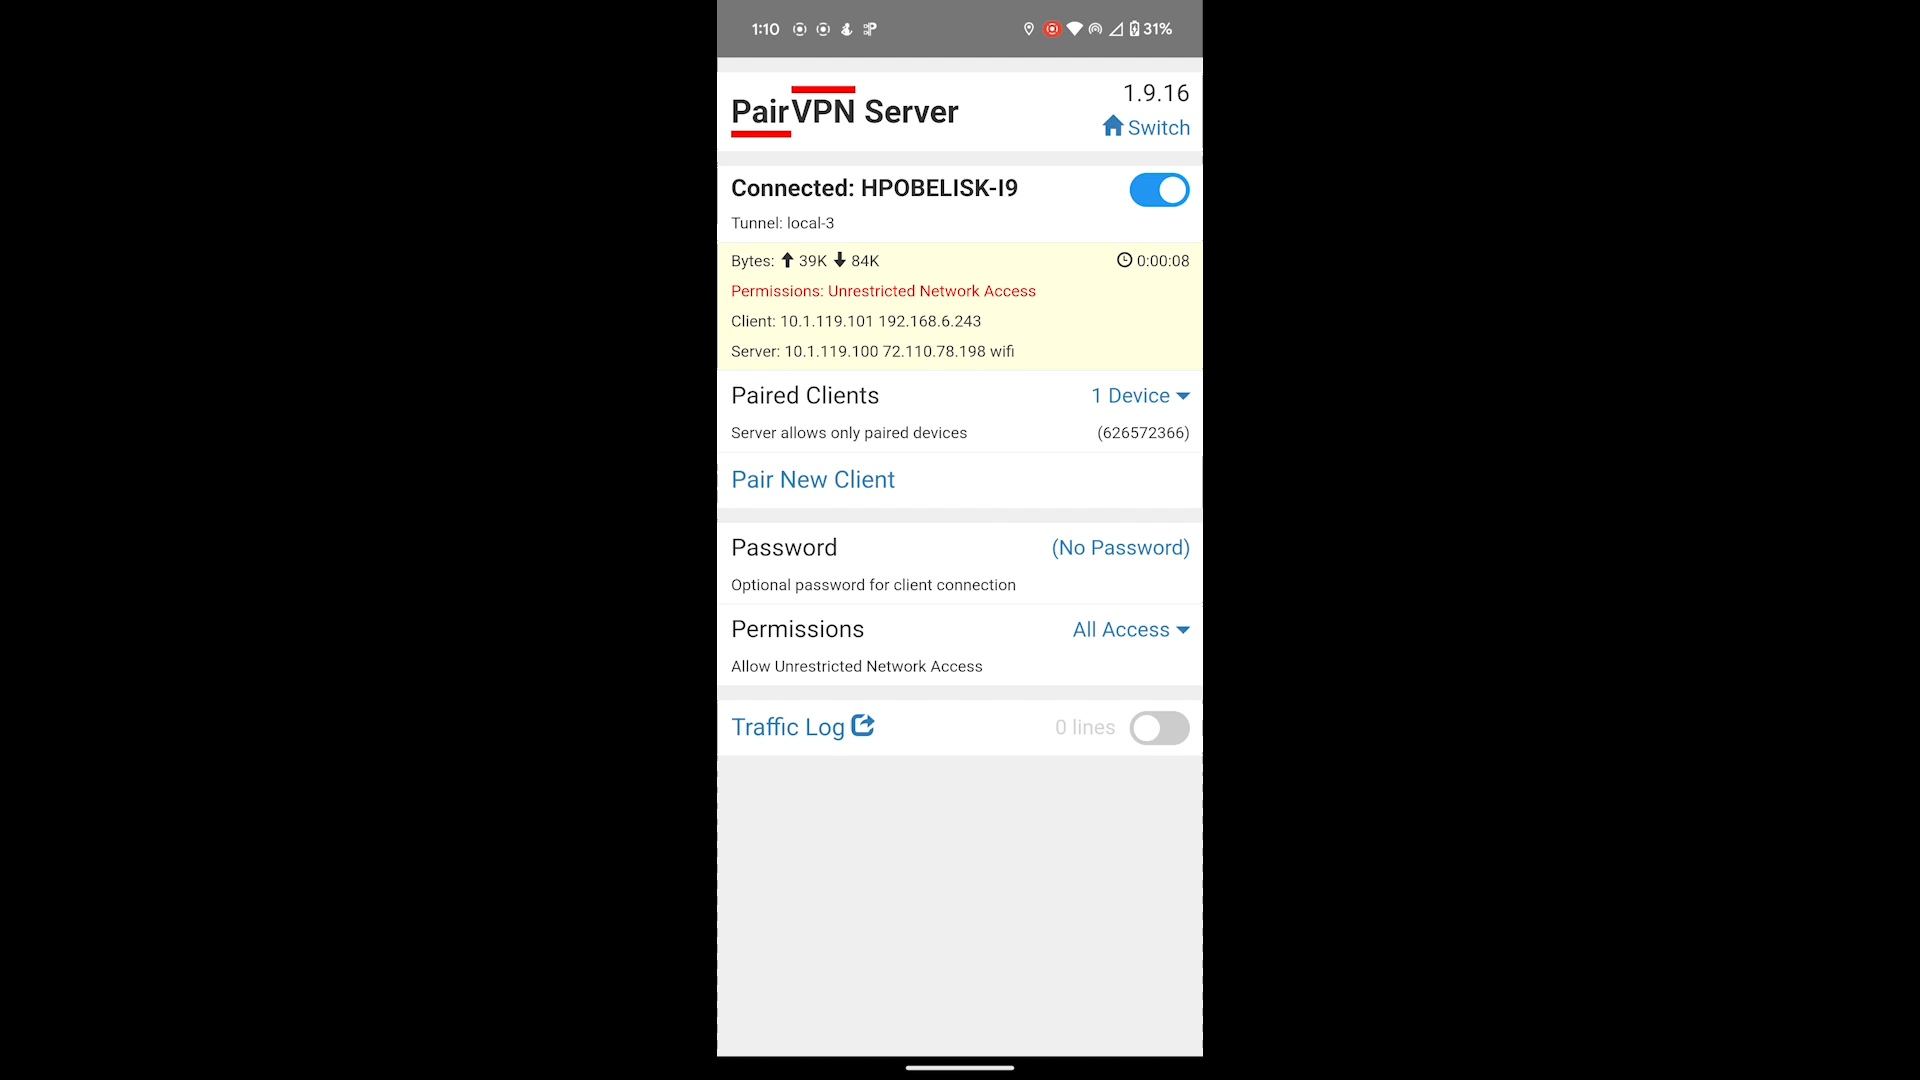 1:10 31%
PairVPN Server
1.9.16
Switch
Connected: HPOBELISK-I9
Tunnel: local-3
Bytes: 39K 84K 0:00:08
Permissions: Unrestricted Network Access
Client: 10.1.119.101 192.168.6.243
Server: 10.1.119.100 72.110.78.198 wifi
Paired Clients 1 Device
Server allows only paired devices (626572366)
Pair New Client
Password (No Password)
Optional password for client connection
Permissions All Access
Allow Unrestricted Network Access
Traffic Log 0 lines